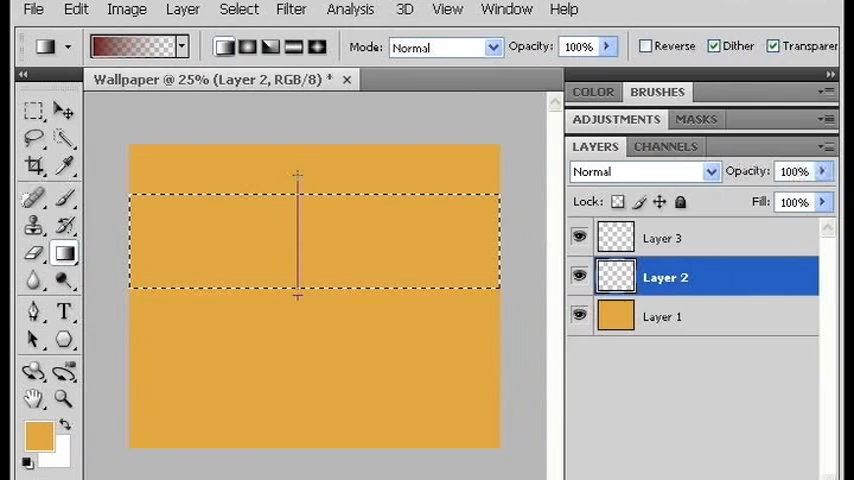 File Edit Image Layer Select Filter Analysis 3D View Window Help
Mode: Normal Opacity: 100% Reverse Dither Transparer
Wallpaper @ 25% (Layer 2, RGB/8) * ×
COLOR BRUSHES
ADJUSTMENTS MASKS
LAYERS CHANNELS
Normal Opacity: 100%
Lock: Fill: 100%
Layer 3
Layer 2
Layer 1
T